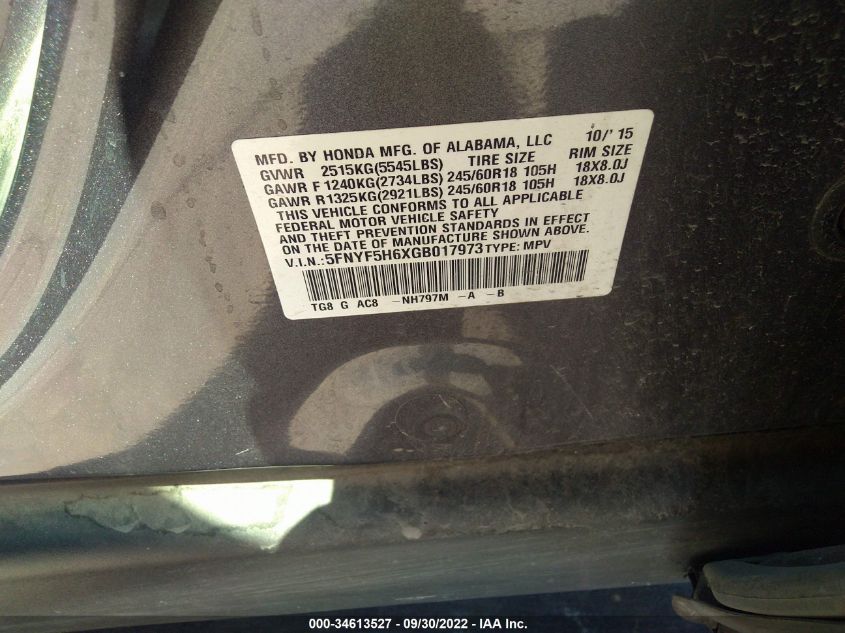 MFD. BY HONDA MFG. OF ALABAMA, LLC 10/'15
GVWR 2515KG(5545LBS) TIRE SIZE RIM SIZE
GAWR F 1240KG(2734LBS) 245/60R18 105H 18X8.0J
GAWR R1325KG(2921LBS) 245/60R18 105H 18X8.0J
THIS VEHICLE CONFORMS TO ALL APPLICABLE
FEDERAL MOTOR VEHICLE SAFETY
AND THEFT PREVENTION STANDARDS IN EFFECT
ON THE DATE OF MANUFACTURE SHOWN ABOVE.
V.I.N.:5FNYF5H6XGB017973 TYPE: MPV
TG8 G AC8 -NH797M -A -B
000-34613527 - 09/30/2022 - IAA Inc.